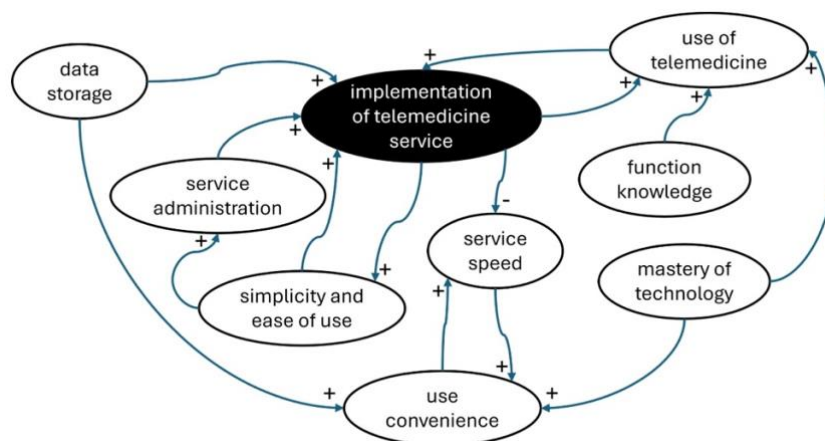 use of
telemedicine
data
storage
implementation
of telemedicine
service
function
knowledge
service
administration
service
speed
mastery of
technology
simplicity and
ease of use
use
convenience
+
+
+
+
+
+
+
-
+
+
+
+
+
+